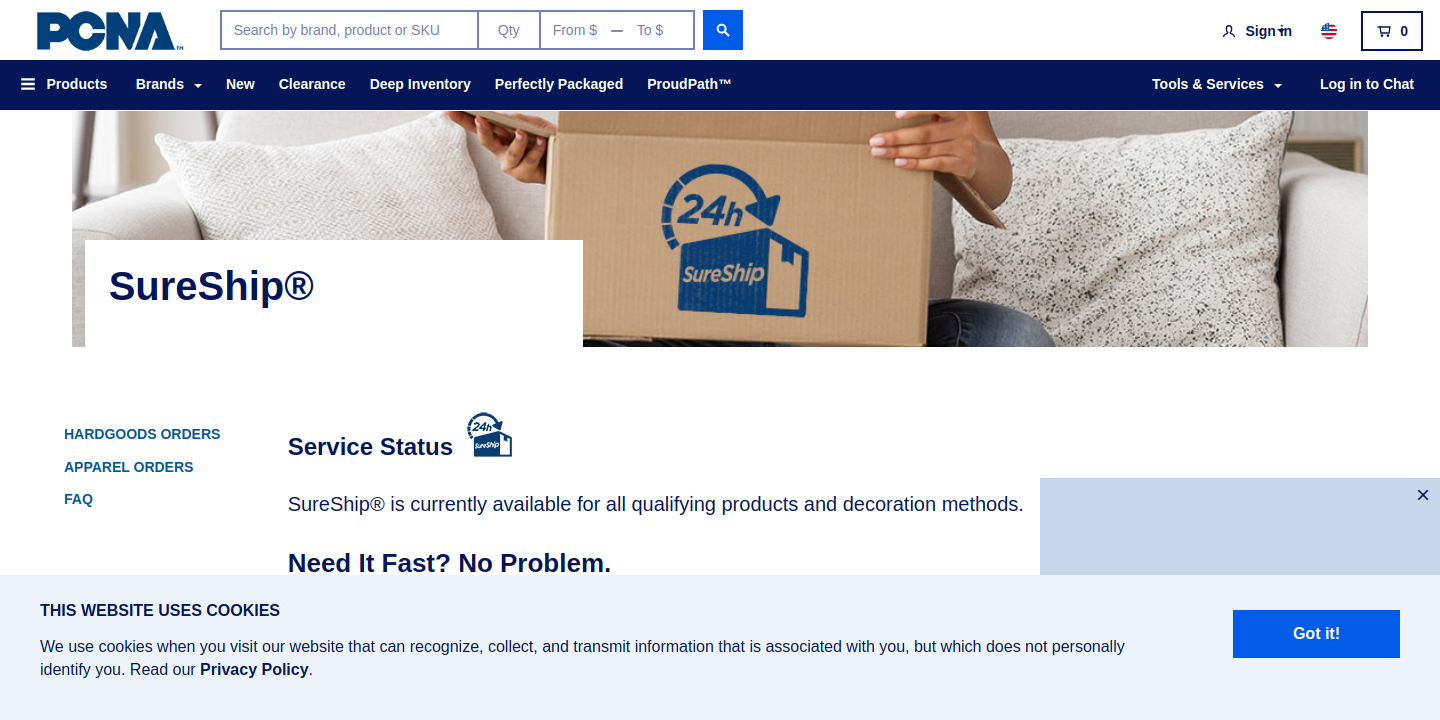 PCNA™
Search by brand, product or SKU
Qty
From $ — To $
Sign in
0
Products
Brands
New
Clearance
Deep Inventory
Perfectly Packaged
ProudPath™
Tools & Services
Log in to Chat
24h
SureShip
SureShip®
HARDGOODS ORDERS
APPAREL ORDERS
FAQ
Service Status
24h
SureShip
SureShip® is currently available for all qualifying products and decoration methods.
Need It Fast? No Problem.
×
THIS WEBSITE USES COOKIES
We use cookies when you visit our website that can recognize, collect, and transmit information that is associated with you, but which does not personally
identify you. Read our Privacy Policy.
Got it!